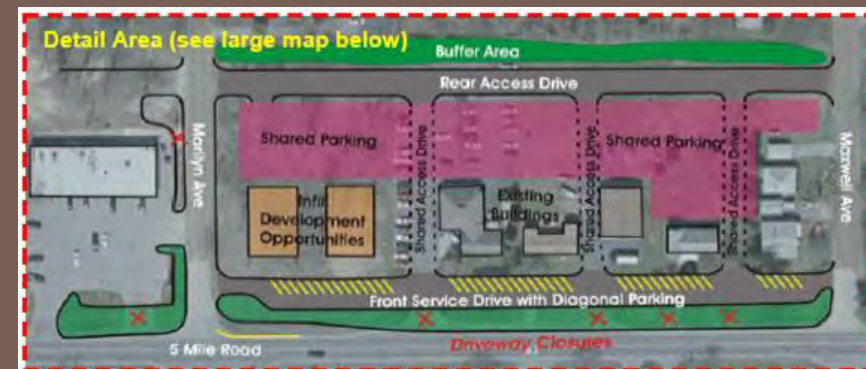 Detail Area (see large map below)
Buffer Area
Rear Access Drive
Marilyn Ave
Shared Parking
Shared Access Drive
Shared Access Drive
Shared Parking
Shared Access Drive
Maxwell Ave
Infill
Development
Opportunities
Existing
Buildings
Front Service Drive with Diagonal Parking
5 Mile Road
Driveway Closures